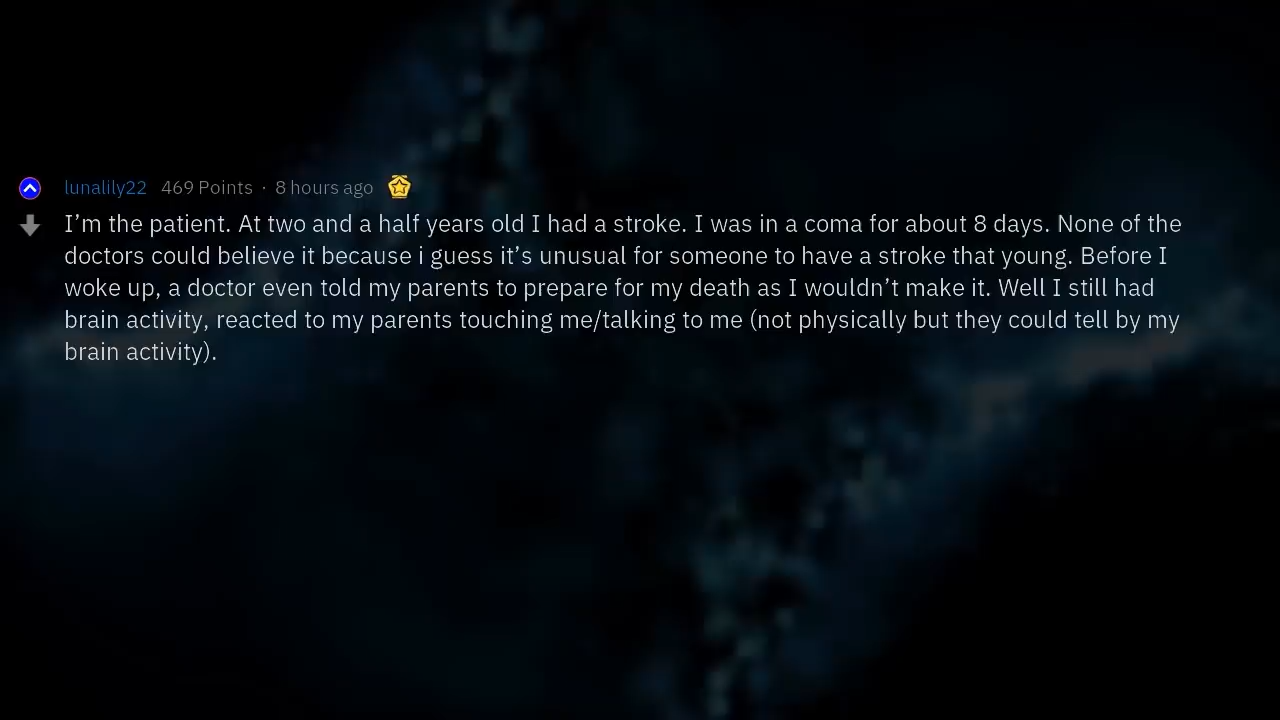 lunalily22 469 Points · 8 hours ago
I’m the patient. At two and a half years old I had a stroke. I was in a coma for about 8 days. None of the
doctors could believe it because i guess it’s unusual for someone to have a stroke that young. Before I
woke up, a doctor even told my parents to prepare for my death as I wouldn’t make it. Well I still had
brain activity, reacted to my parents touching me/talking to me (not physically but they could tell by my
brain activity).